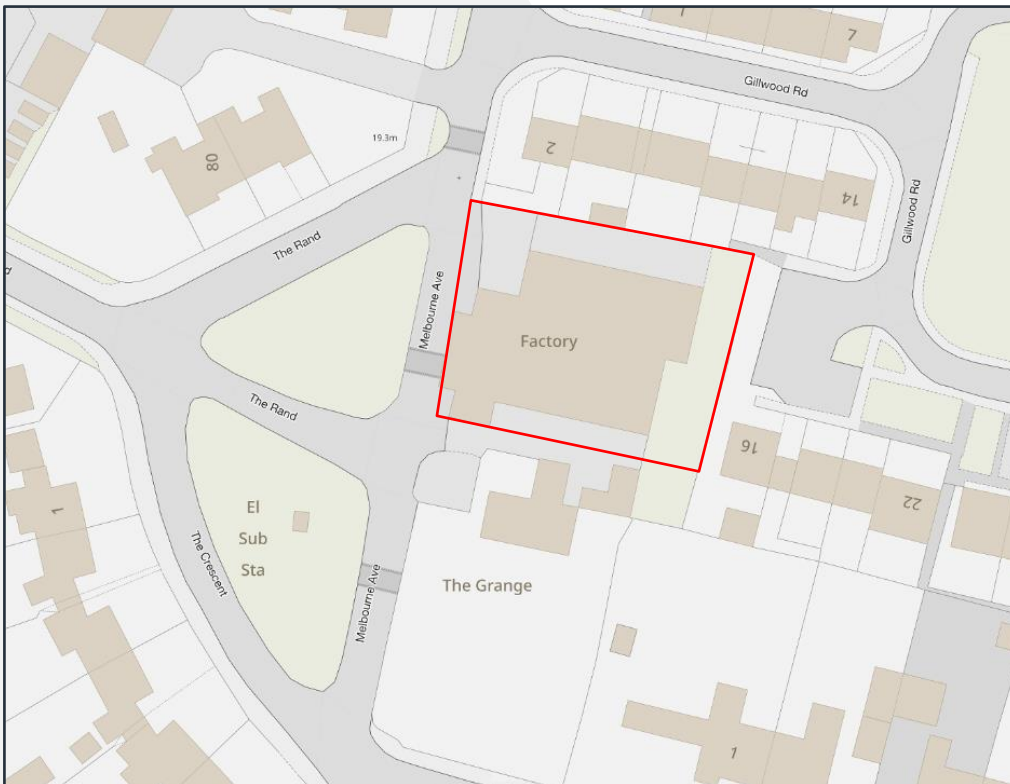 7
Gillwood Rd
2
19.3m
80
14
Gillwood Rd
The Rand
Melbourne Ave
Factory
The Rand
16
22
El
Sub
Sta
1
The Crescent
Melbourne Ave
The Grange
1